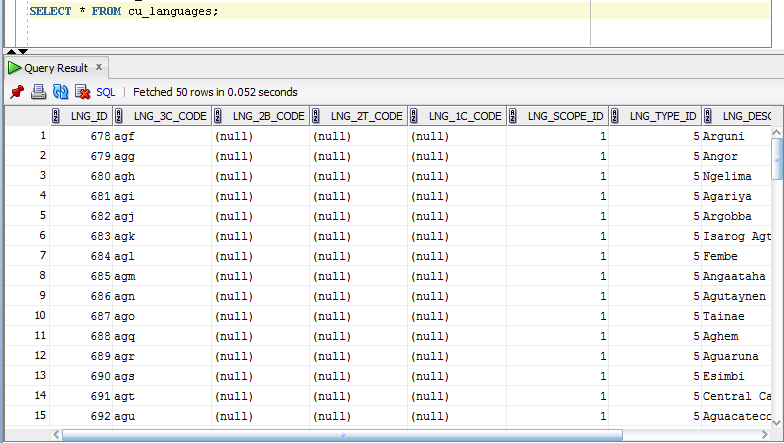 SELECT * FROM cu_languages;
Query Result x
SQL | Fetched 50 rows in 0.052 seconds
LNG_ID LNG_3C_CODE LNG_2B_CODE LNG_2T_CODE LNG_1C_CODE LNG_SCOPE_ID LNG_TYPE_ID LNG_DESC
1 678 agf (null) (null) (null) 1 5 Arguni
2 679 agg (null) (null) (null) 1 5 Angor
3 680 agh (null) (null) (null) 1 5 Ngelima
4 681 agi (null) (null) (null) 1 5 Agariya
5 682 agj (null) (null) (null) 1 5 Argobba
6 683 agk (null) (null) (null) 1 5 Isarog Agt
7 684 agl (null) (null) (null) 1 5 Fembe
8 685 agm (null) (null) (null) 1 5 Angaataha
9 686 agn (null) (null) (null) 1 5 Agutaynen
10 687 ago (null) (null) (null) 1 5 Tainae
11 688 agq (null) (null) (null) 1 5 Aghem
12 689 agr (null) (null) (null) 1 5 Aguaruna
13 690 ags (null) (null) (null) 1 5 Esimbi
14 691 agt (null) (null) (null) 1 5 Central Ca
15 692 agu (null) (null) (null) 1 5 Aguacateco